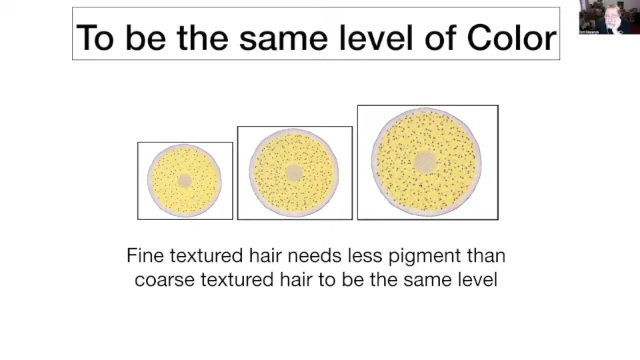 To be the same level of Color
Fine textured hair needs less pigment than
coarse textured hair to be the same level